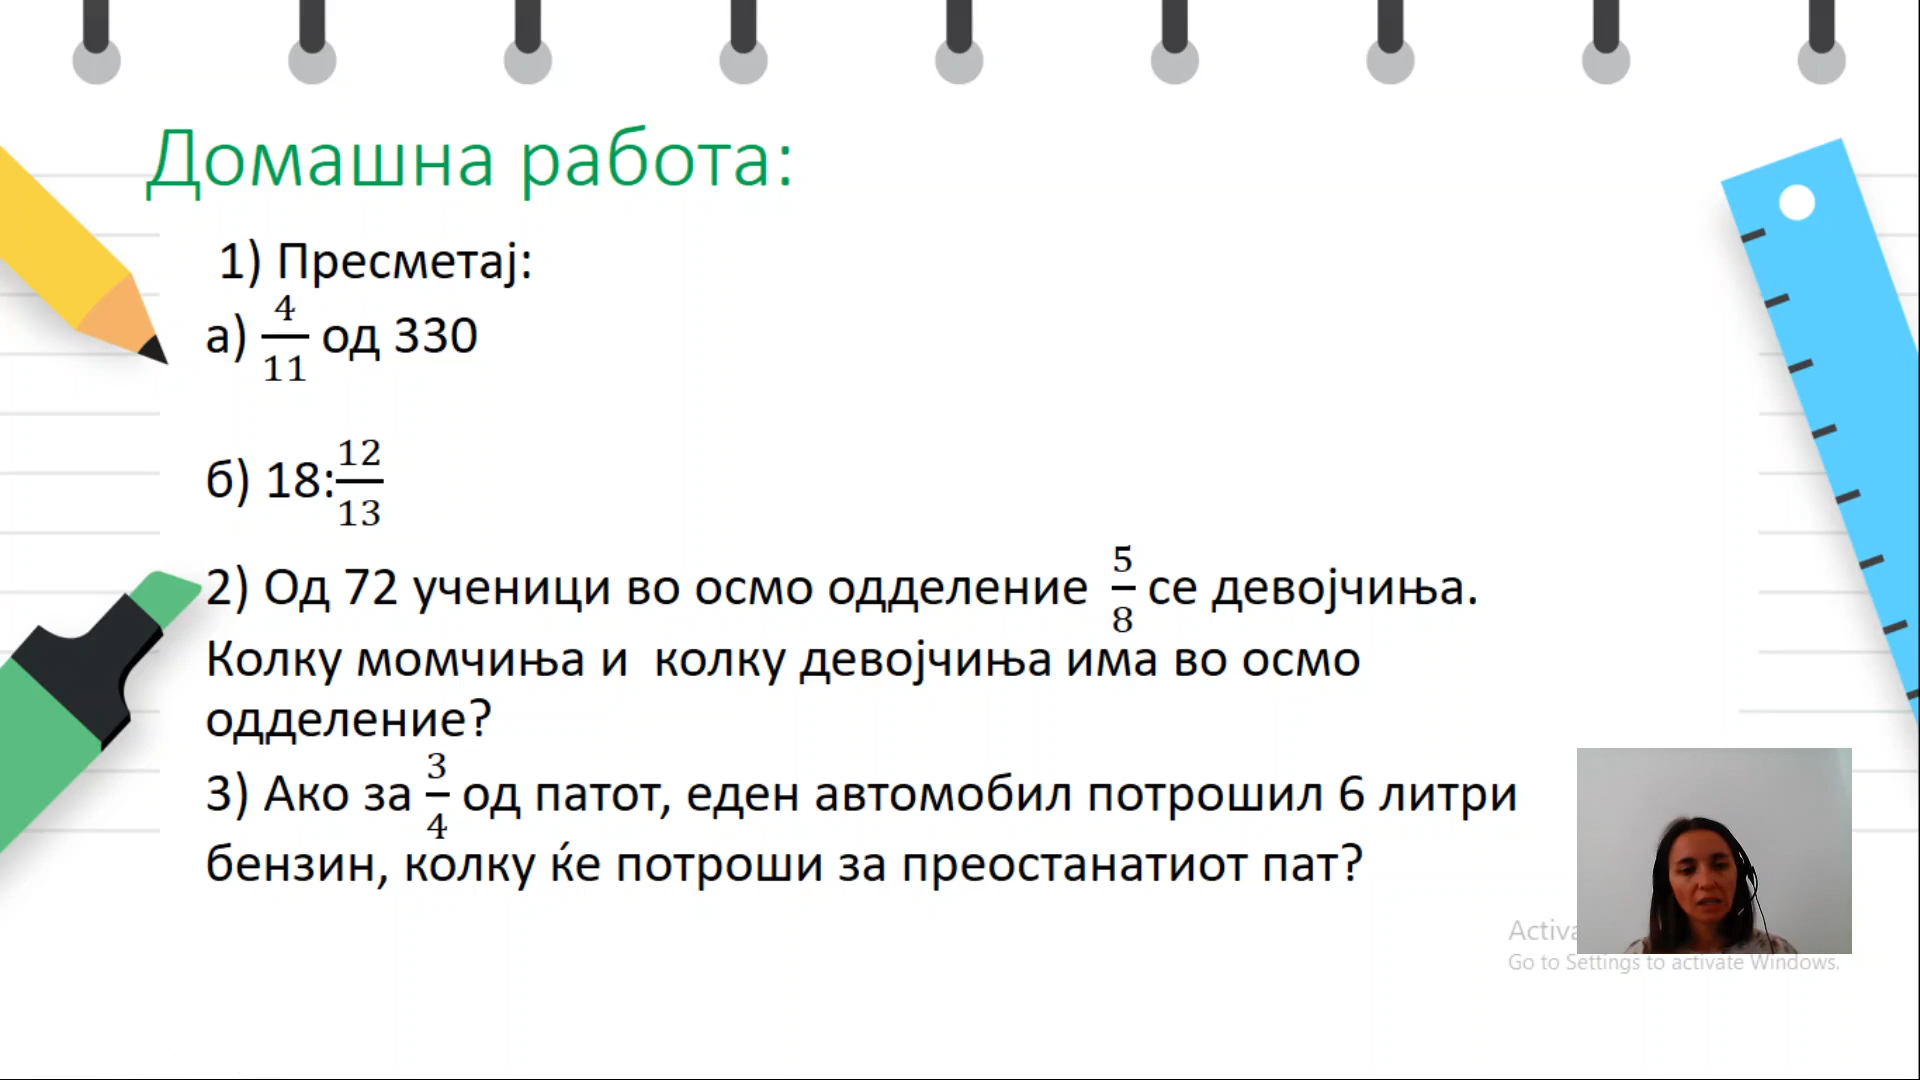 Домашна работа:
1) Пресметај:
а) 4/11 од 330
б) 18:12/13
2) Од 72 ученици во осмо одделение 5/8 се девојчиња.
Колку момчиња и колку девојчиња има во осмо
одделение?
3) Ако за 3/4 од патот, еден автомобил потрошил 6 литри
бензин, колку ќе потроши за преостанатиот пат?
Go to Settings to activate Windows.